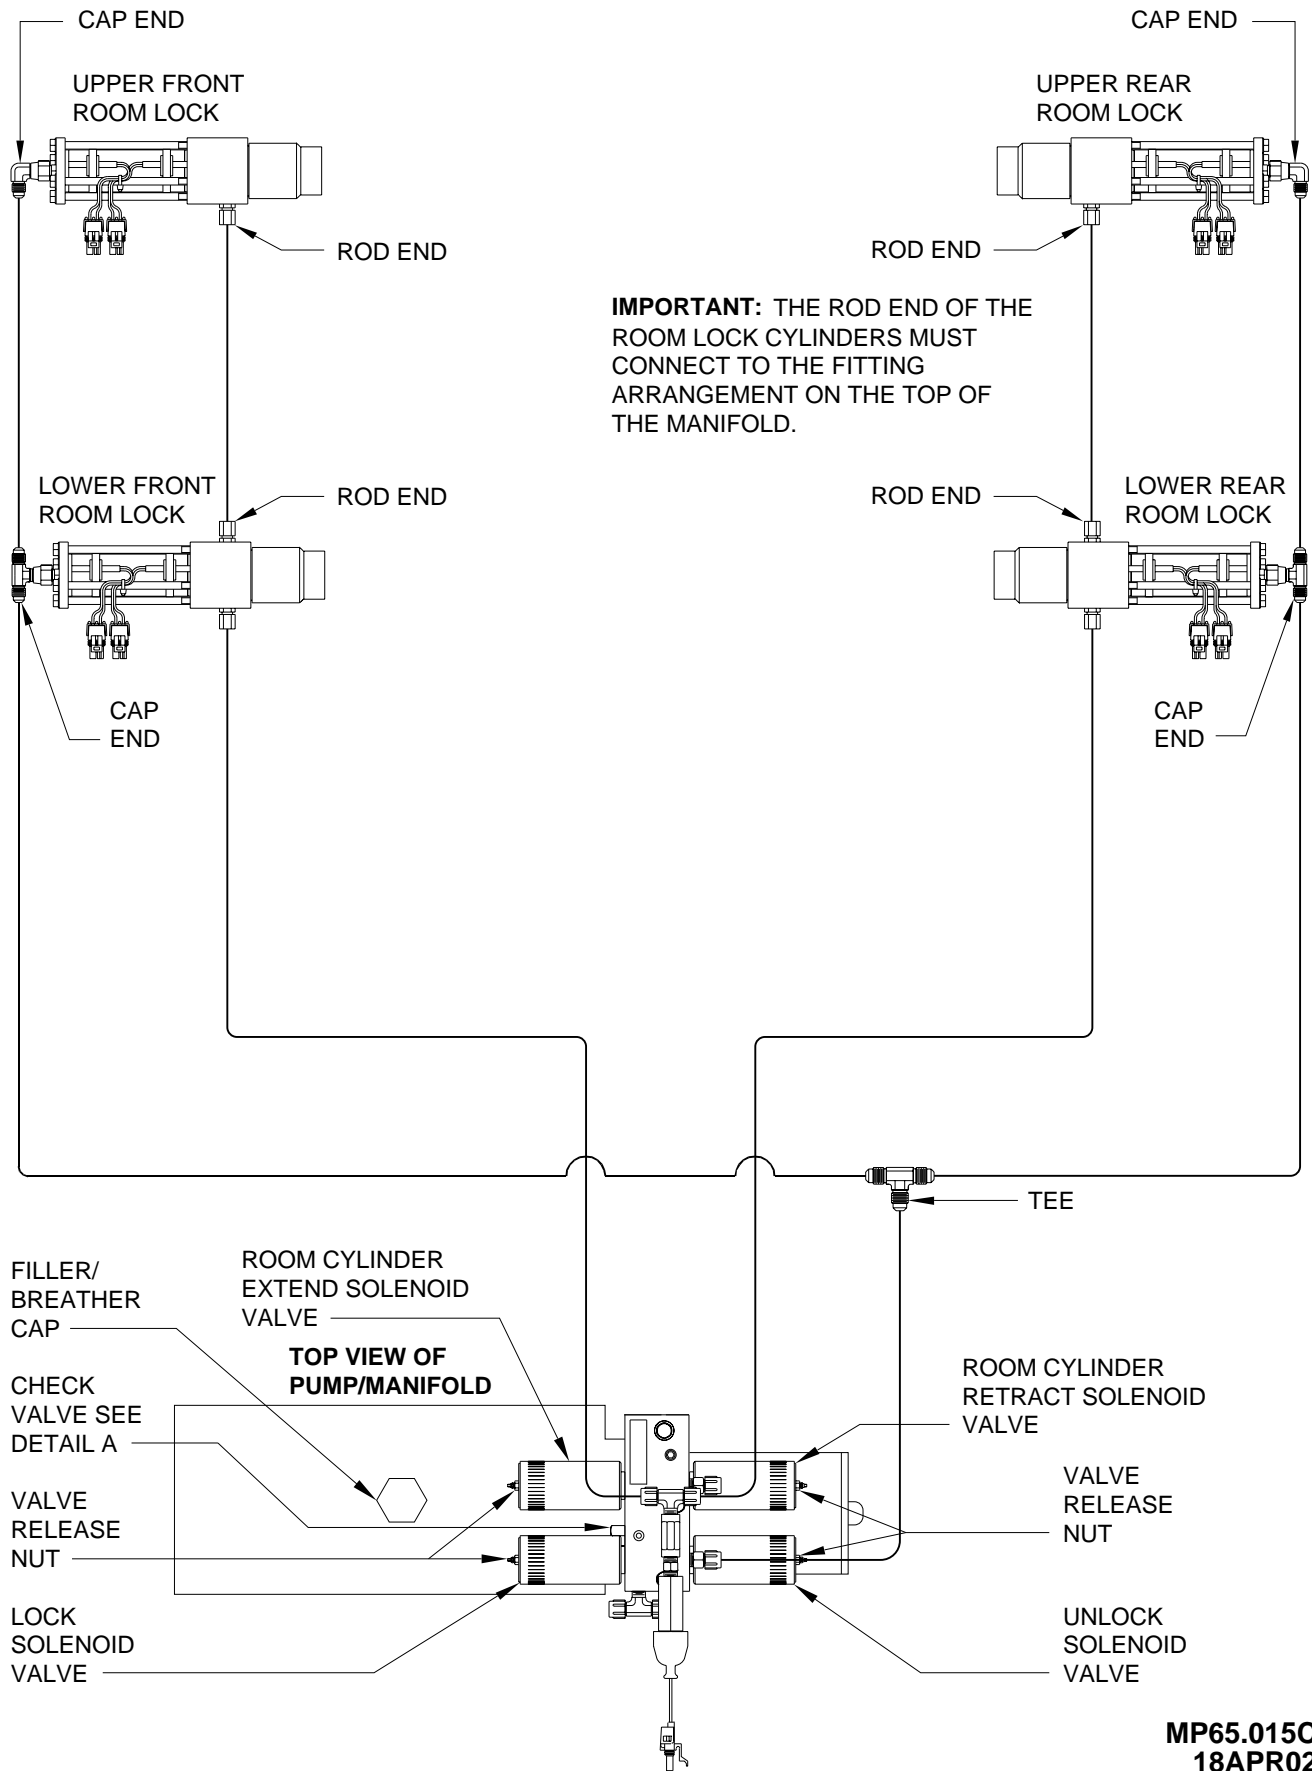 CAP END
CAP END
UPPER FRONT
ROOM LOCK
UPPER REAR
ROOM LOCK
ROD END
ROD END
IMPORTANT: THE ROD END OF THE
ROOM LOCK CYLINDERS MUST
CONNECT TO THE FITTING
ARRANGEMENT ON THE TOP OF
THE MANIFOLD.
LOWER FRONT
ROOM LOCK
ROD END
ROD END
LOWER REAR
ROOM LOCK
CAP
END
CAP
END
TEE
FILLER/
BREATHER
CAP
ROOM CYLINDER
EXTEND SOLENOID
VALVE
TOP VIEW OF
PUMP/MANIFOLD
ROOM CYLINDER
RETRACT SOLENOID
VALVE
CHECK
VALVE SEE
DETAIL A
VALVE
RELEASE
NUT
VALVE
RELEASE
NUT
LOCK
SOLENOID
VALVE
UNLOCK
SOLENOID
VALVE
MP65.015C
18APR02